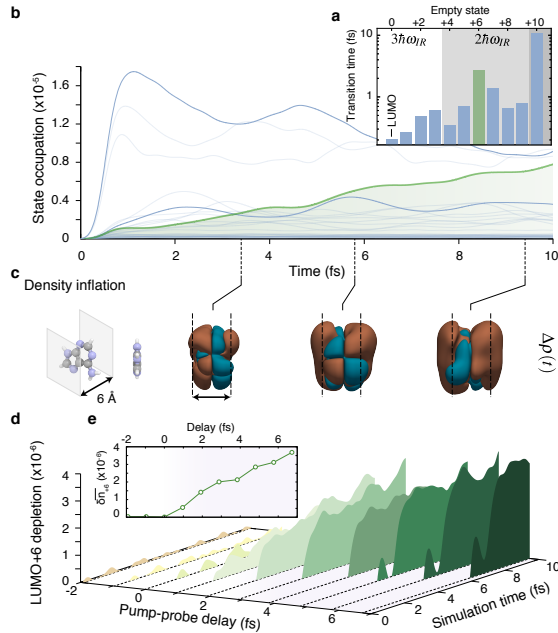 a
Empty state
0 +2 +4 +6 +8 +10
3ħω_IR 2ħω_IR
Transition time (fs)
10
1
LUMO
b
State occupation (x10⁻⁵)
1.6
1.2
0.8
0.4
0
0 2 4 6 8 10
Time (fs)
c
Density inflation
6 Å
Δρ(t)
d
LUMO+6 depletion (x10⁻⁶)
4
3
2
1
0
-2 0 2 4 6
Pump-probe delay (fs)
0 2 4 6 8 10
Simulation time (fs)
e
Delay (fs)
-2 0 2 4 6
δn₊₆ (x10⁻⁶)
4
3
2
1
0